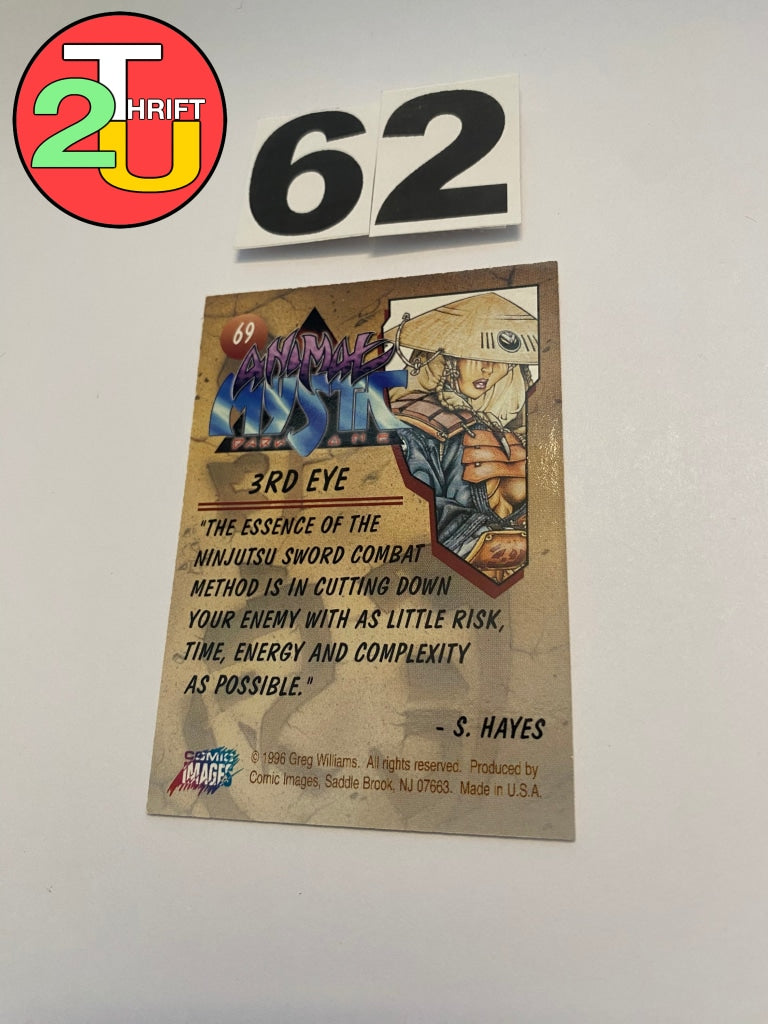 T
2 HRIFT
U
62
69
ANIMAL
MYSTIC
3RD EYE
"THE ESSENCE OF THE
NINJUTSU SWORD COMBAT
METHOD IS IN CUTTING DOWN
YOUR ENEMY WITH AS LITTLE RISK,
TIME, ENERGY AND COMPLEXITY
AS POSSIBLE."
- S. HAYES
COMIC
IMAGES
© 1996 Greg Williams. All rights reserved. Produced by
Comic Images, Saddle Brook, NJ 07663. Made in U.S.A.